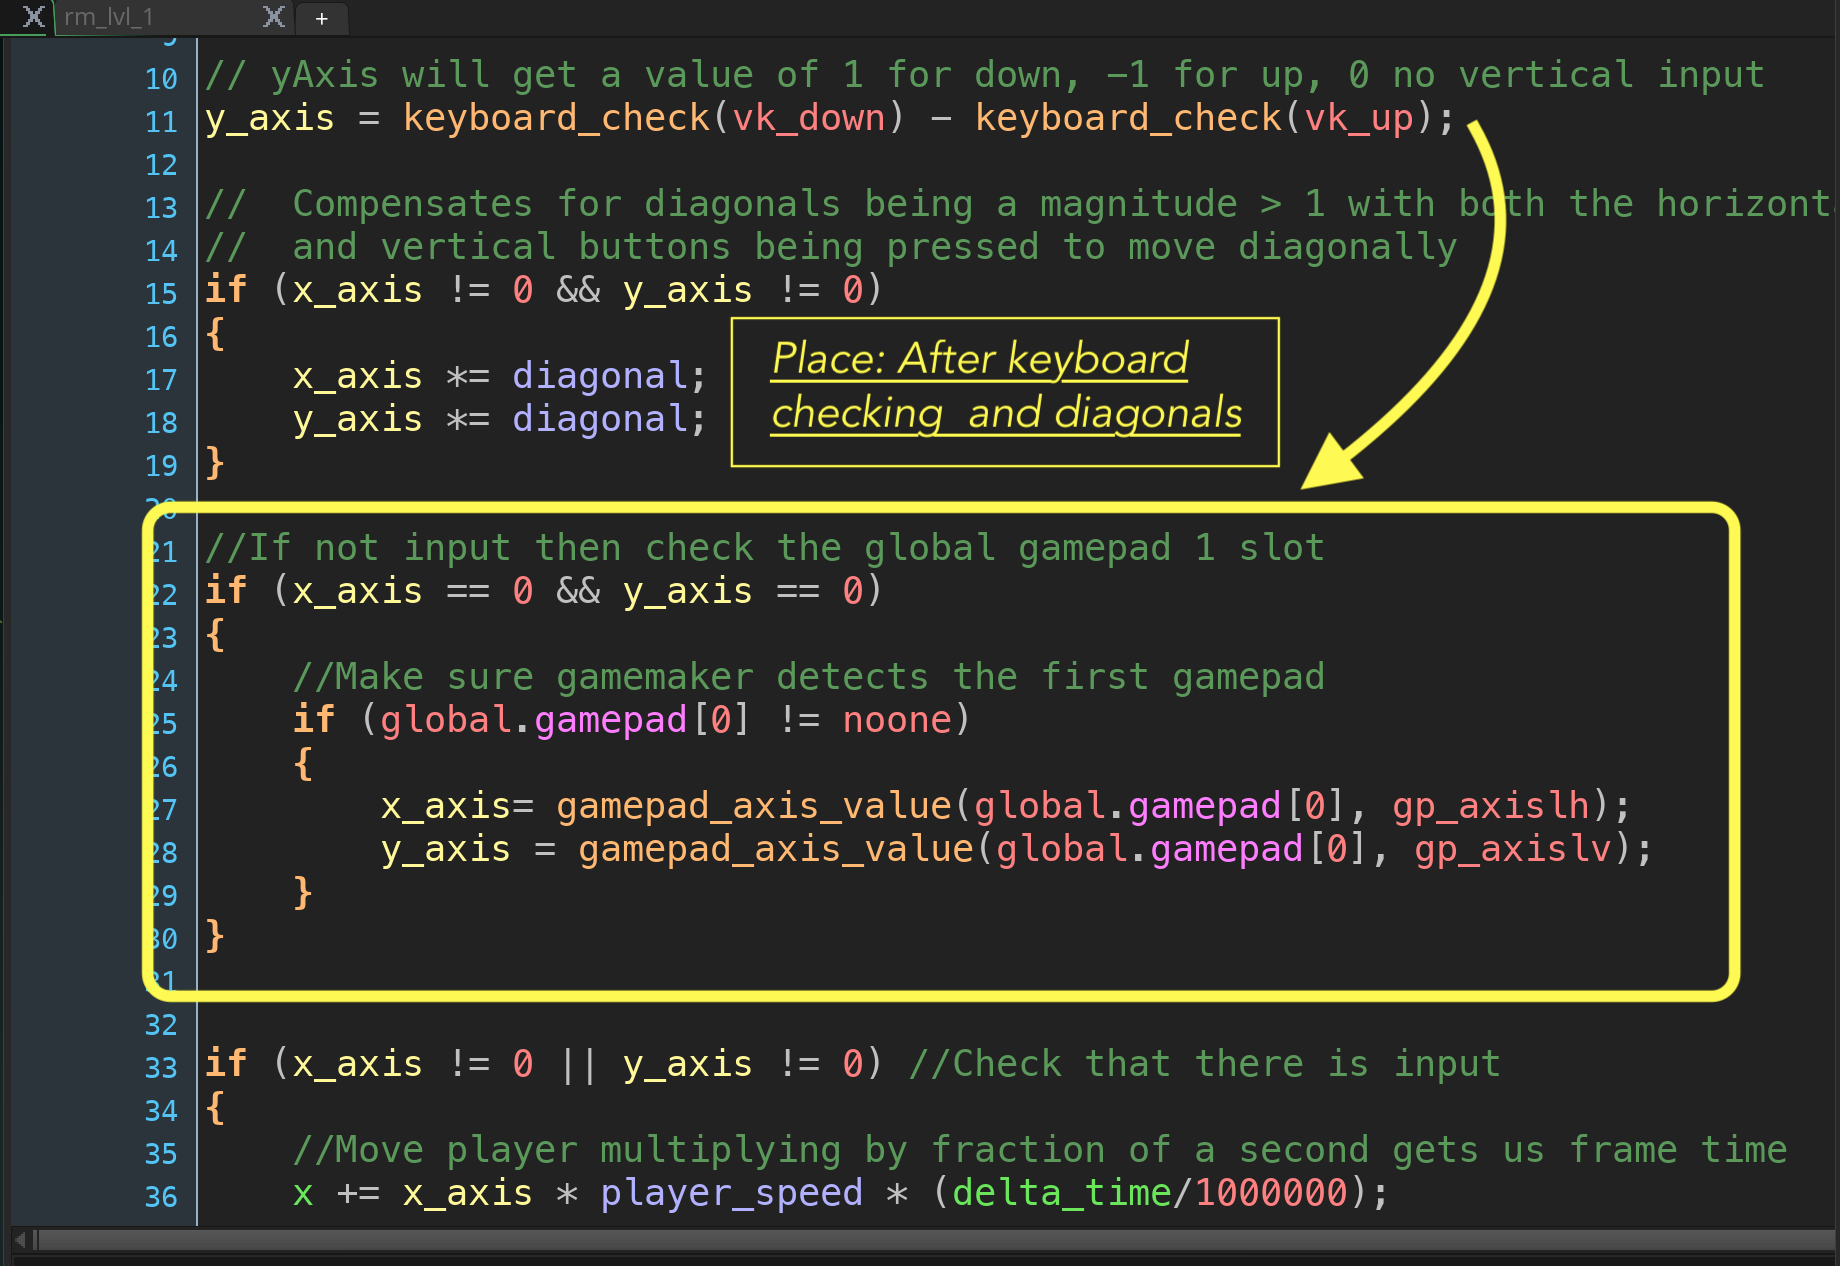 rm_lvl_1
+
9
10 // yAxis will get a value of 1 for down, -1 for up, 0 no vertical input
11 y_axis = keyboard_check(vk_down) - keyboard_check(vk_up);
12
13 //  Compensates for diagonals being a magnitude > 1 with both the horizont
14 //  and vertical buttons being pressed to move diagonally
15 if (x_axis != 0 && y_axis != 0)
16 {
17     x_axis *= diagonal;
18     y_axis *= diagonal;
19 }
Place: After keyboard
checking  and diagonals
20
21 //If not input then check the global gamepad 1 slot
22 if (x_axis == 0 && y_axis == 0)
23 {
24     //Make sure gamemaker detects the first gamepad
25     if (global.gamepad[0] != noone)
26     {
27         x_axis= gamepad_axis_value(global.gamepad[0], gp_axislh);
28         y_axis = gamepad_axis_value(global.gamepad[0], gp_axislv);
29     }
30 }
31
32
33 if (x_axis != 0 || y_axis != 0) //Check that there is input
34 {
35     //Move player multiplying by fraction of a second gets us frame time
36     x += x_axis * player_speed * (delta_time/1000000);